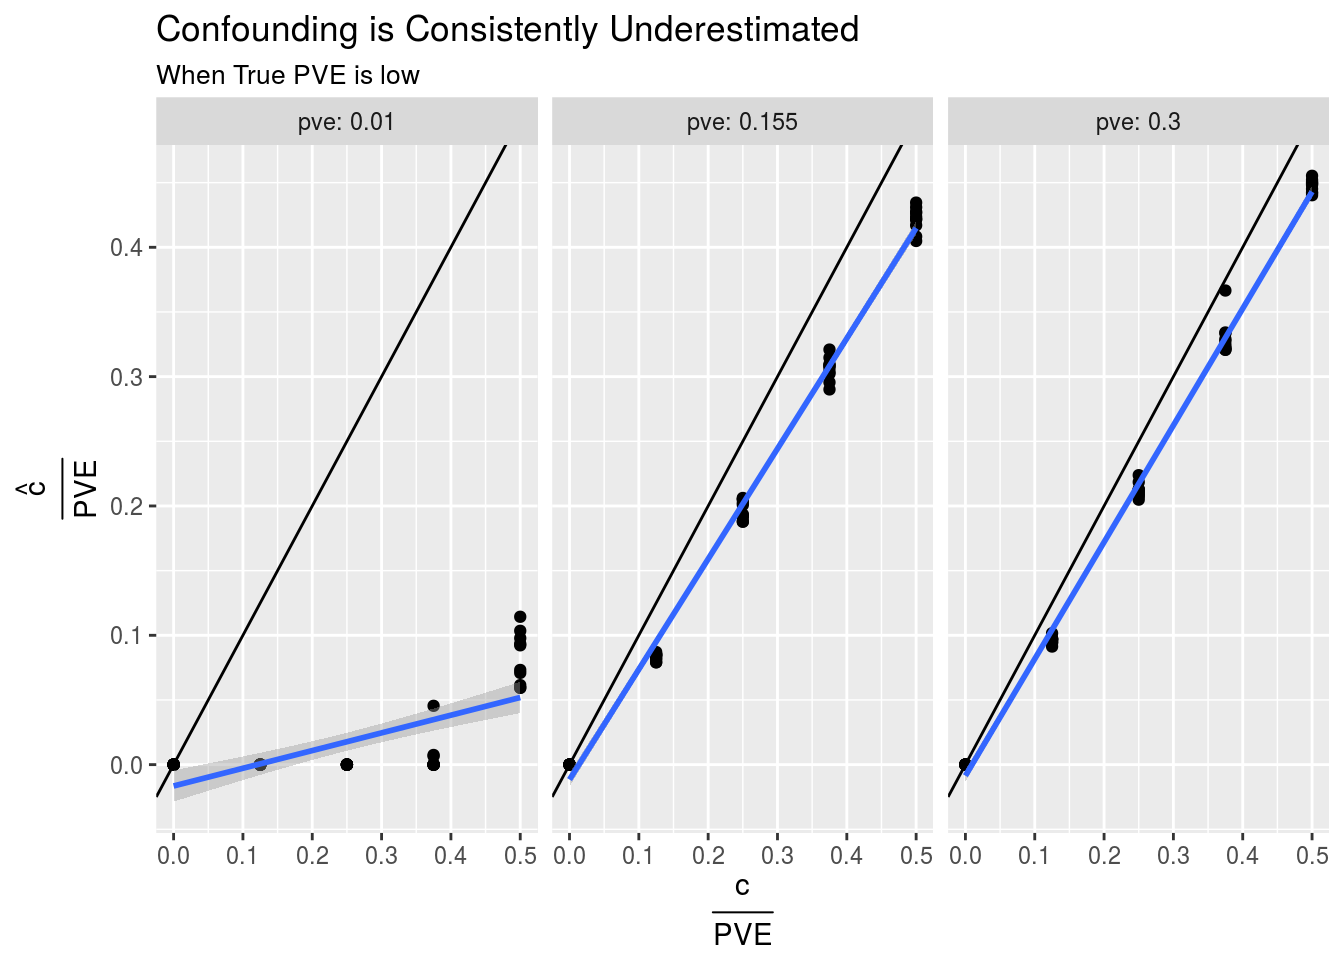 Confounding is Consistently Underestimated
When True PVE is low
pve: 0.01
pve: 0.155
pve: 0.3
0.4
0.3
0.2
0.1
0.0
ĉ
PVE
0.0 0.1 0.2 0.3 0.4 0.5
0.0 0.1 0.2 0.3 0.4 0.5
0.0 0.1 0.2 0.3 0.4 0.5
c
PVE